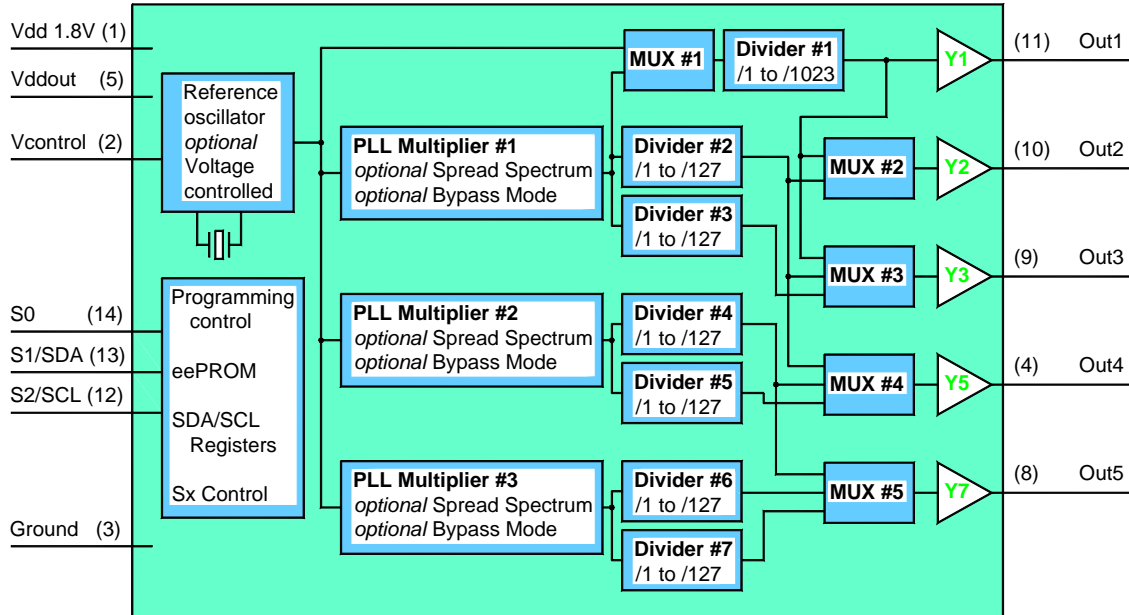 Vdd 1.8V (1)
Vddout (5)
Vcontrol (2)
S0 (14)
S1/SDA (13)
S2/SCL (12)
Ground (3)
Reference
oscillator
optional
Voltage
controlled
Programming
control
eePROM
SDA/SCL
Registers
Sx Control
PLL Multiplier #1
optional Spread Spectrum
optional Bypass Mode
PLL Multiplier #2
optional Spread Spectrum
optional Bypass Mode
PLL Multiplier #3
optional Spread Spectrum
optional Bypass Mode
MUX #1
Divider #1
/1 to /1023
Divider #2
/1 to /127
Divider #3
/1 to /127
Divider #4
/1 to /127
Divider #5
/1 to /127
Divider #6
/1 to /127
Divider #7
/1 to /127
MUX #2
MUX #3
MUX #4
MUX #5
Y1
Y2
Y3
Y5
Y7
(11) Out1
(10) Out2
(9) Out3
(4) Out4
(8) Out5